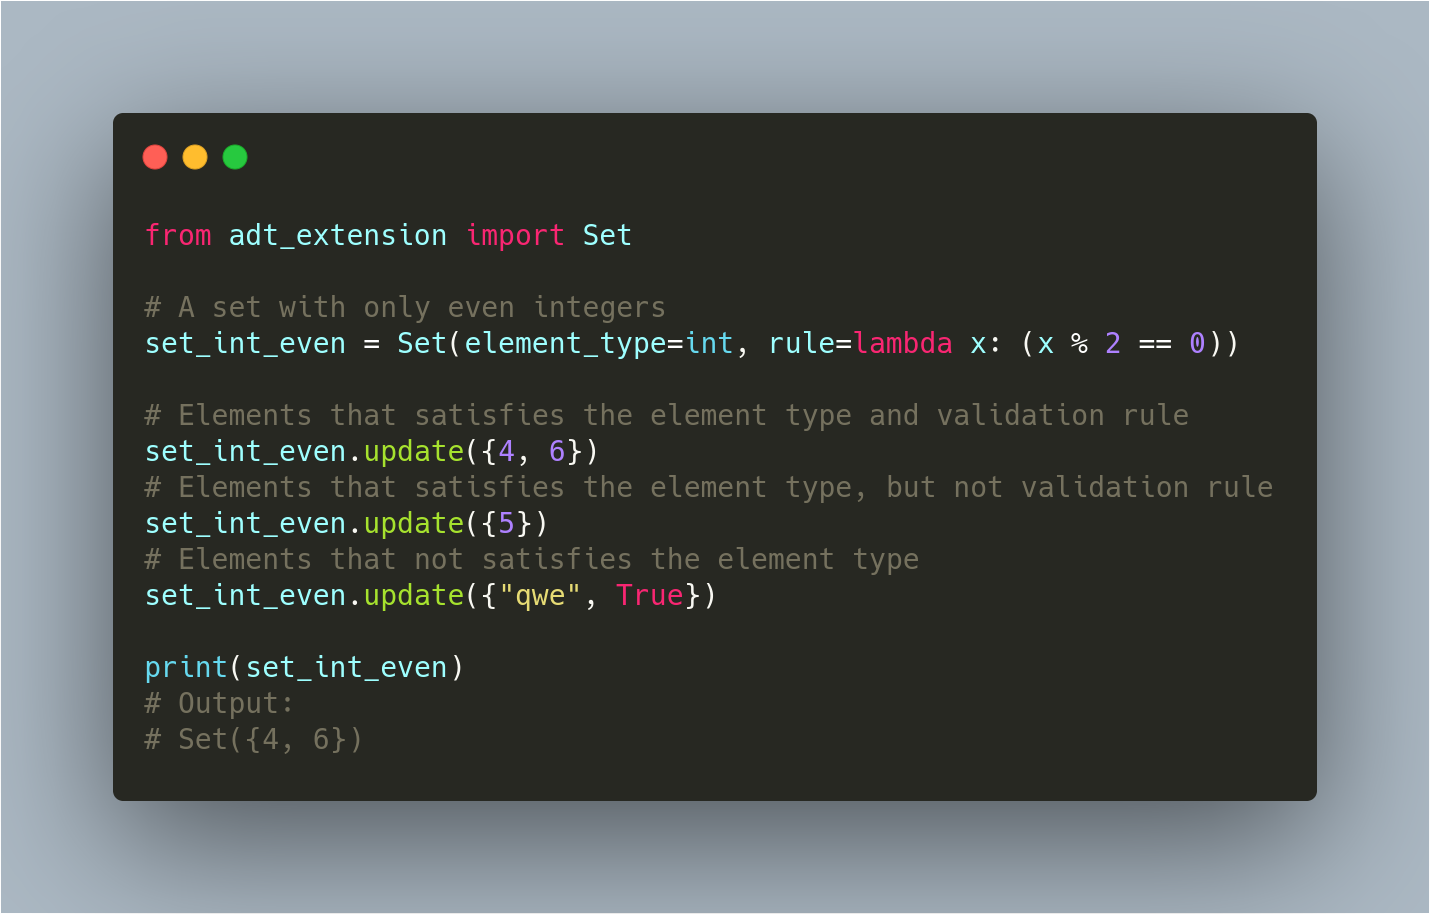 from adt_extension import Set
# A set with only even integers
set_int_even = Set(element_type=int, rule=lambda x: (x % 2 == 0))
# Elements that satisfies the element type and validation rule
set_int_even.update({4, 6})
# Elements that satisfies the element type, but not validation rule
set_int_even.update({5})
# Elements that not satisfies the element type
set_int_even.update({"qwe", True})
print(set_int_even)
# Output:
# Set({4, 6})